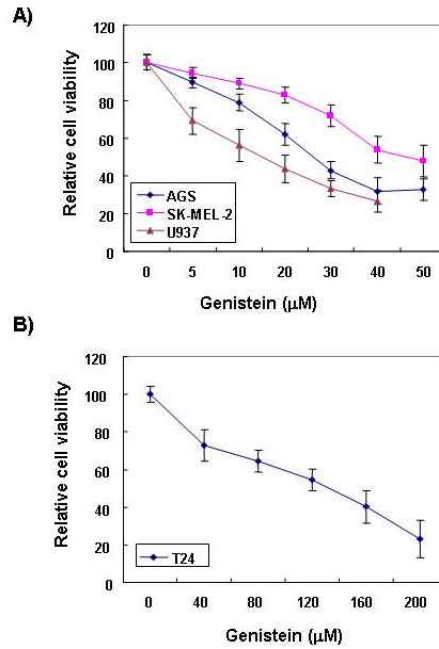 A)
Relative cell viability
120
100
80
60
40
20
0
AGS
SK-MEL-2
U937
0 5 10 20 30 40 50
Genistein (μM)
B)
Relative cell viability
120
100
80
60
40
20
0
T24
0 40 80 120 160 200
Genistein (μM)